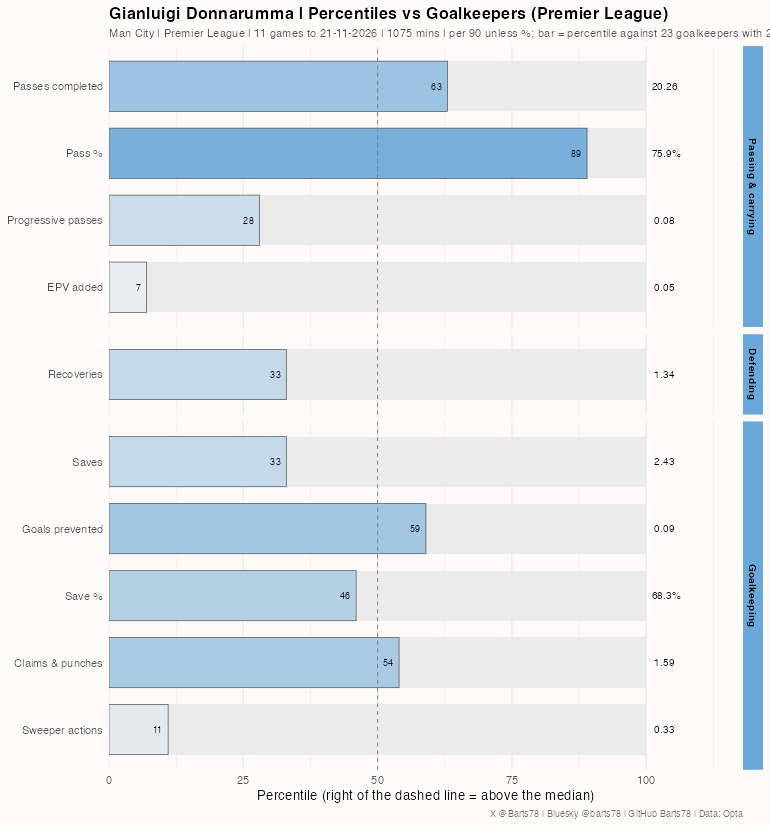 Gianluigi Donnarumma | Percentiles vs Goalkeepers (Premier League)
Man City | Premier League | 11 games to 21-11-2026 | 1075 mins | per 90 unless %; bar = percentile against 23 goalkeepers with
Passing & carrying
Passes completed 63 20.26
Pass % 89 75.9%
Progressive passes 28 0.08
EPV added 7 0.05
Defending
Recoveries 33 1.34
Goalkeeping
Saves 33 2.43
Goals prevented 59 0.09
Save % 46 68.3%
Claims & punches 54 1.59
Sweeper actions 11 0.33
0 25 50 75 100
Percentile (right of the dashed line = above the median)
X @Barts78 | Bluesky @barts78 | GitHub Barts78 | Data: Opta